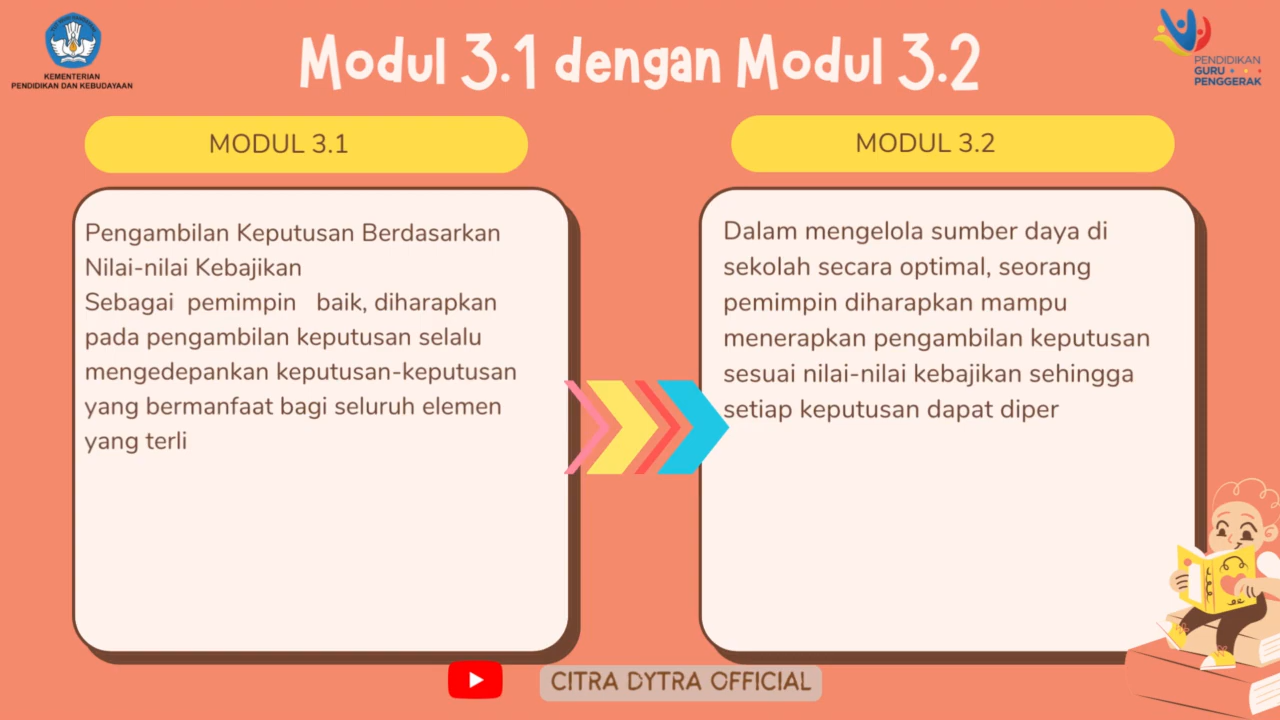 KEMENTERIAN
PENDIDIKAN DAN KEBUDAYAAN
Modul 3.1 dengan Modul 3.2
PENDIDIKAN
GURU
PENGGERAK
MODUL 3.1
Pengambilan Keputusan Berdasarkan
Nilai-nilai Kebajikan
Sebagai pemimpin baik, diharapkan
pada pengambilan keputusan selalu
mengedepankan keputusan-keputusan
yang bermanfaat bagi seluruh elemen
yang terli
MODUL 3.2
Dalam mengelola sumber daya di
sekolah secara optimal, seorang
pemimpin diharapkan mampu
menerapkan pengambilan keputusan
sesuai nilai-nilai kebajikan sehingga
setiap keputusan dapat diper
CITRA DYTRA OFFICIAL